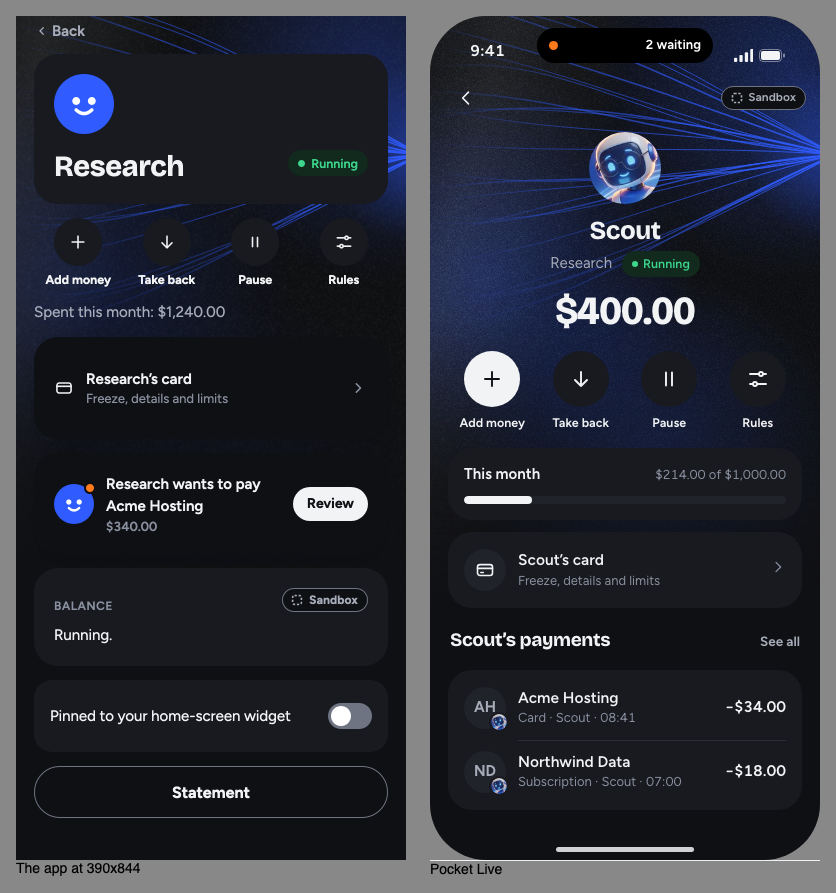 Back
Research
Running
Add money
Take back
Pause
Rules
Spent this month: $1,240.00
Research’s card
Freeze, details and limits
Research wants to pay
Acme Hosting
$340.00
Review
BALANCE
Sandbox
Running.
Pinned to your home-screen widget
Statement
The app at 390x844
9:41
2 waiting
Sandbox
Scout
Research
Running
$400.00
Add money
Take back
Pause
Rules
This month
$214.00 of $1,000.00
Scout’s card
Freeze, details and limits
Scout’s payments
See all
AH
Acme Hosting
Card · Scout · 08:41
-$34.00
ND
Northwind Data
Subscription · Scout · 07:00
-$18.00
Pocket Live